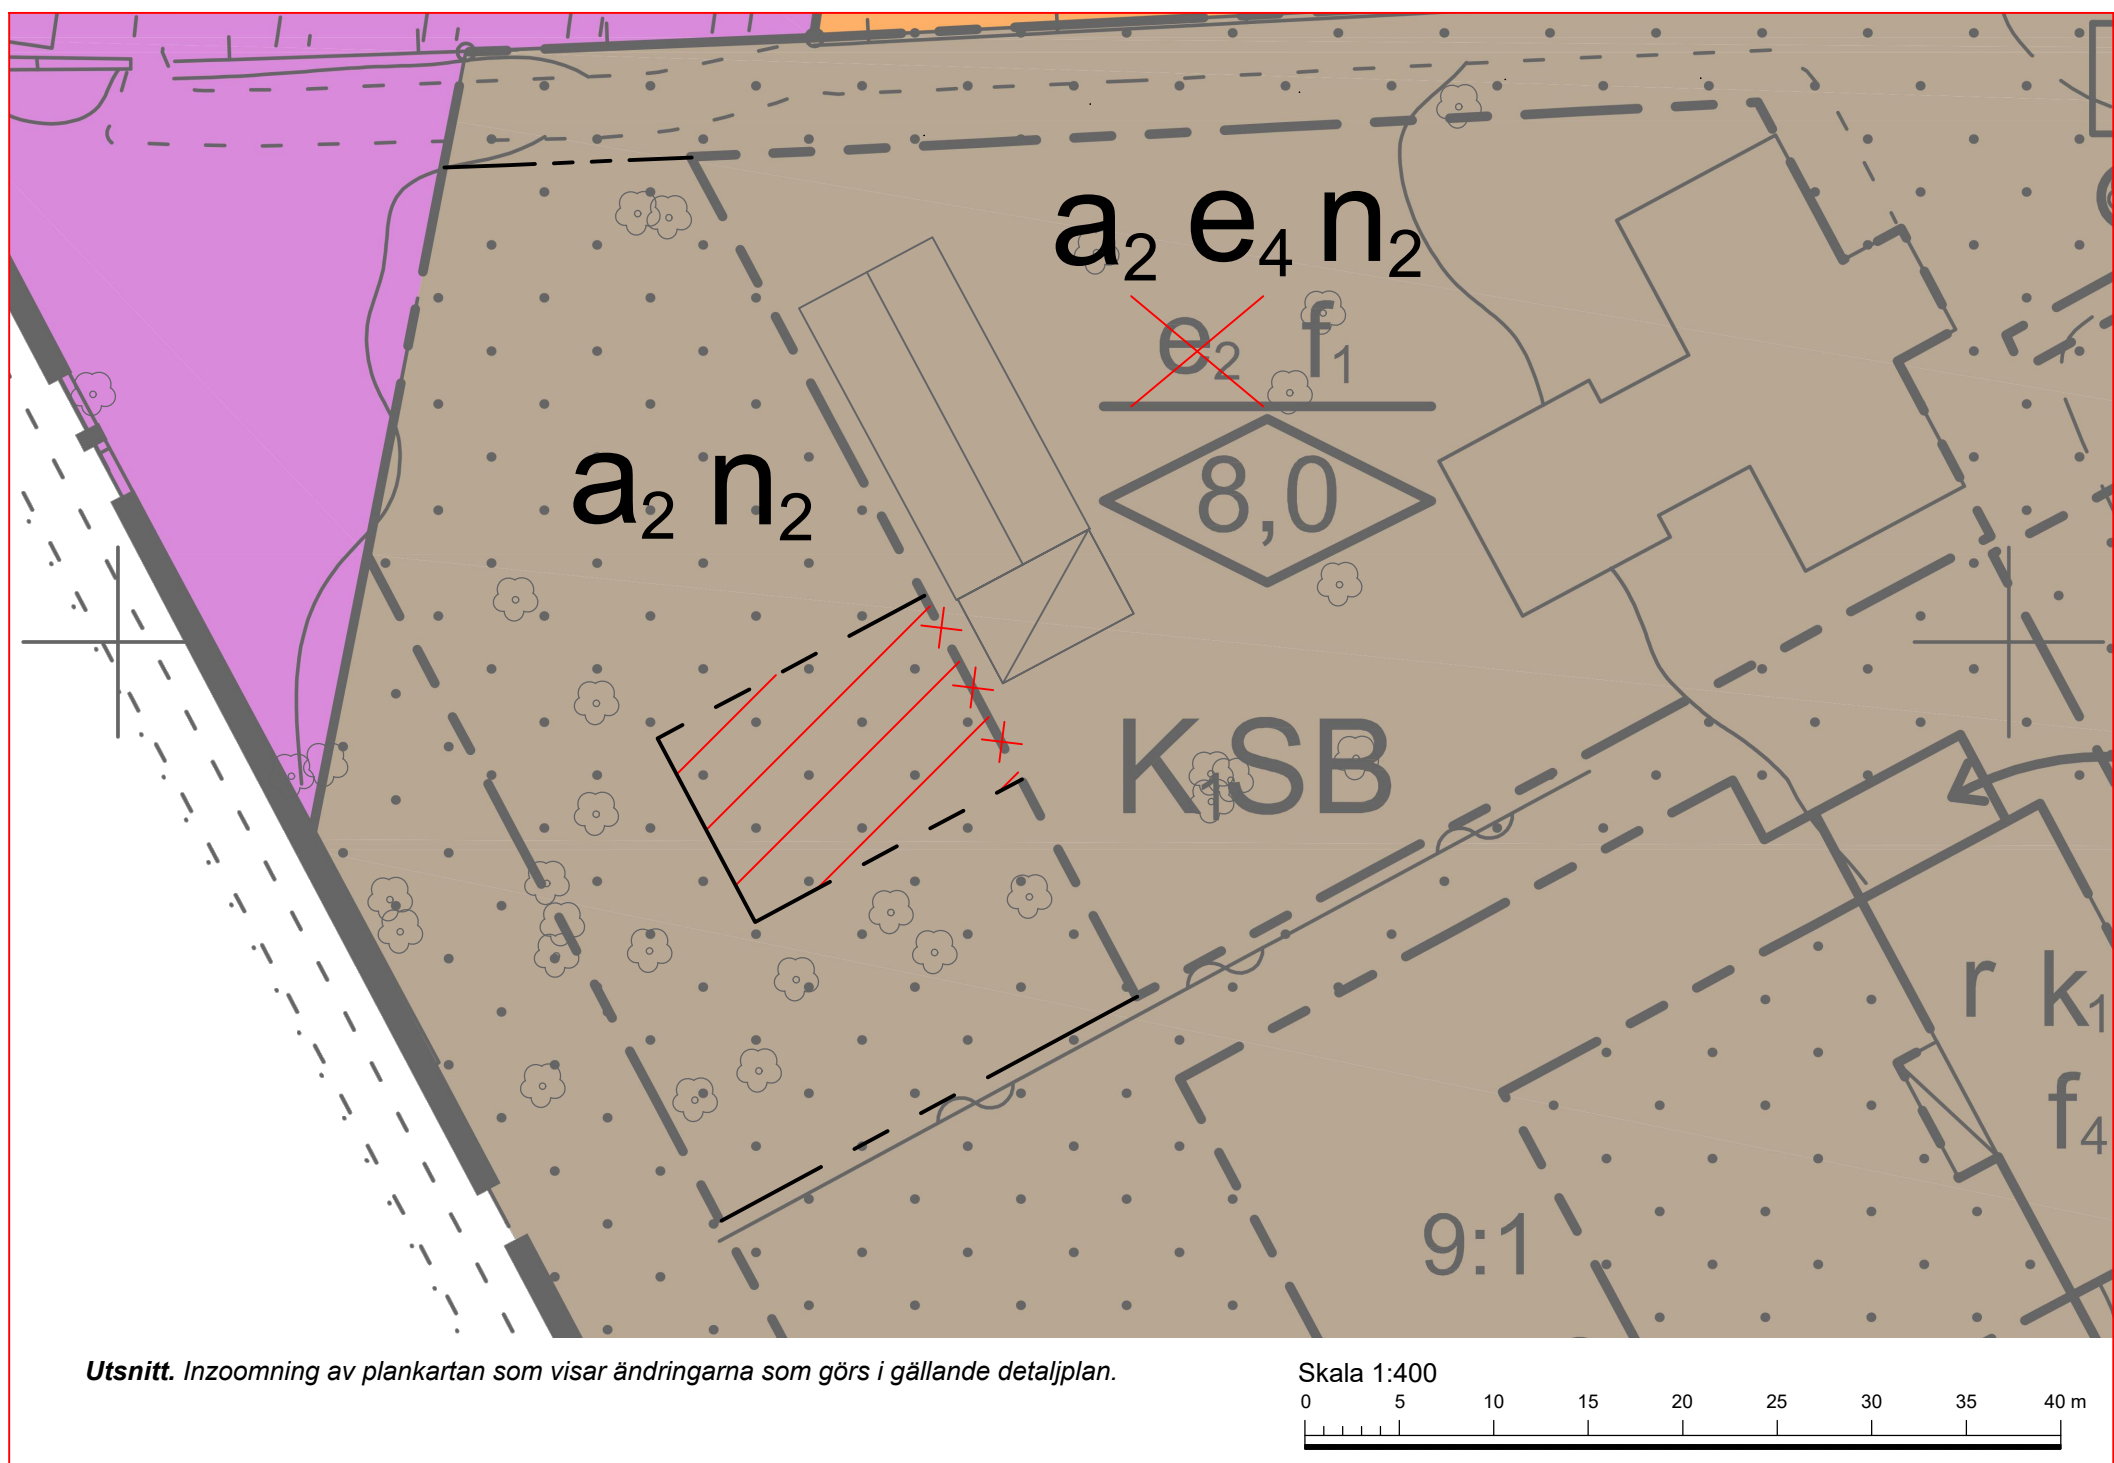 a₂ e₄ n₂
e₂ f₁
8,0
a₂ n₂
K₁SB
r k₁
f₄
9:1
Utsnitt. Inzoomning av plankartan som visar ändringarna som görs i gällande detaljplan.
Skala 1:400
0 5 10 15 20 25 30 35 40 m